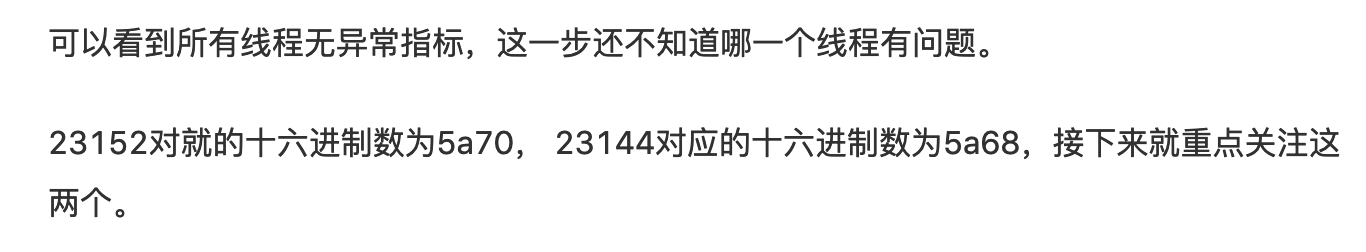 可以看到所有线程无异常指标，这一步还不知道哪一个线程有问题。
23152对就的十六进制数为5a70， 23144对应的十六进制数为5a68，接下来就重点关注这
两个。